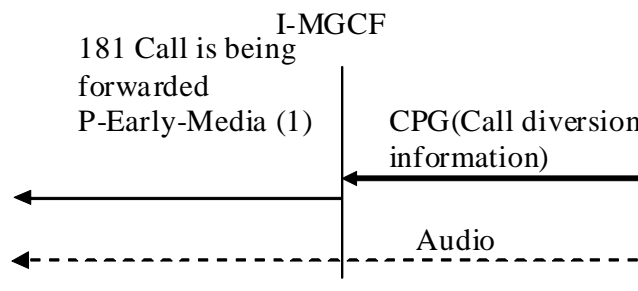 I-MGCF
181 Call is being
forwarded
P-Early-Media (1)
CPG(Call diversion
information)
Audio